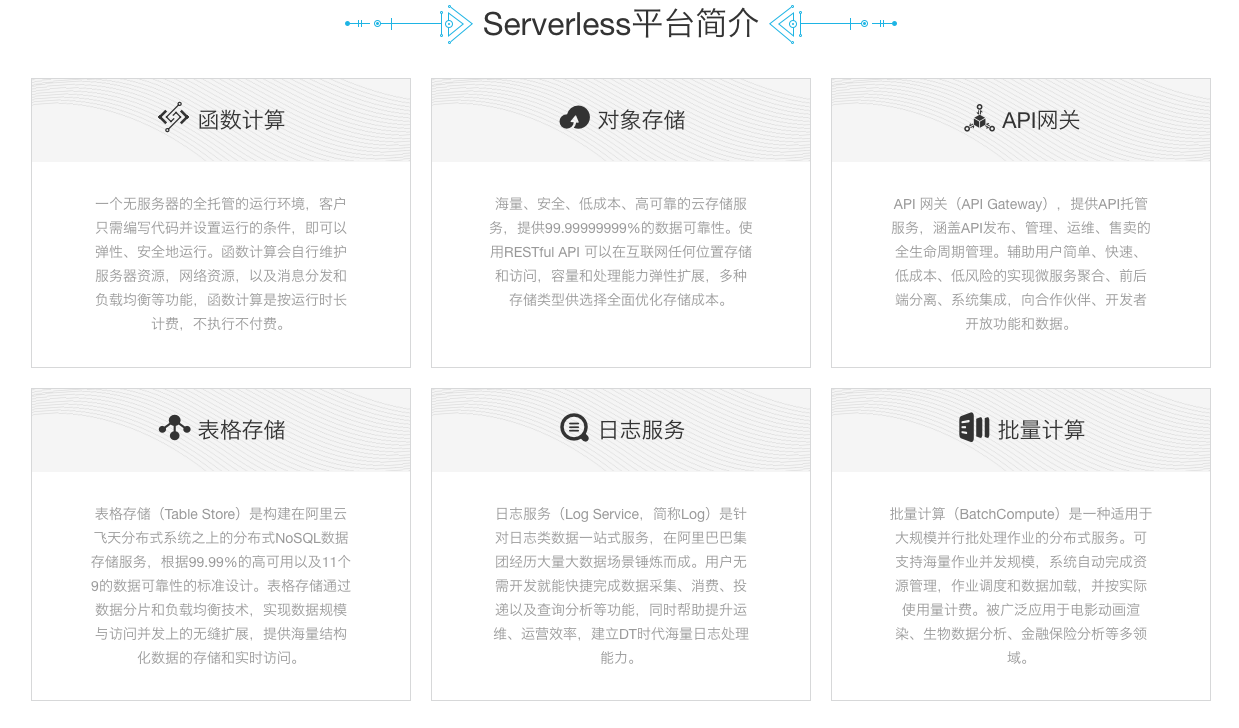 Serverless平台简介
函数计算
一个无服务器的全托管的运行环境，客户
只需编写代码并设置运行的条件，即可以
弹性、安全地运行。函数计算会自行维护
服务器资源，网络资源，以及消息分发和
负载均衡等功能，函数计算是按运行时长
计费，不执行不付费。
对象存储
海量、安全、低成本、高可靠的云存储服
务，提供99.99999999%的数据可靠性。使
用RESTful API 可以在互联网任何位置存储
和访问，容量和处理能力弹性扩展，多种
存储类型供选择全面优化存储成本。
API网关
API 网关（API Gateway），提供API托管
服务，涵盖API发布、管理、运维、售卖的
全生命周期管理。辅助用户简单、快速、
低成本、低风险的实现微服务聚合、前后
端分离、系统集成，向合作伙伴、开发者
开放功能和数据。
表格存储
表格存储（Table Store）是构建在阿里云
飞天分布式系统之上的分布式NoSQL数据
存储服务，根据99.99%的高可用以及11个
9的数据可靠性的标准设计。表格存储通过
数据分片和负载均衡技术，实现数据规模
与访问并发上的无缝扩展，提供海量结构
化数据的存储和实时访问。
日志服务
日志服务（Log Service，简称Log）是针
对日志类数据一站式服务，在阿里巴巴集
团经历大量大数据场景锤炼而成。用户无
需开发就能快捷完成数据采集、消费、投
递以及查询分析等功能，同时帮助提升运
维、运营效率，建立DT时代海量日志处理
能力。
批量计算
批量计算（BatchCompute）是一种适用于
大规模并行批处理作业的分布式服务。可
支持海量作业并发规模，系统自动完成资
源管理，作业调度和数据加载，并按实际
使用量计费。被广泛应用于电影动画渲
染、生物数据分析、金融保险分析等多领
域。